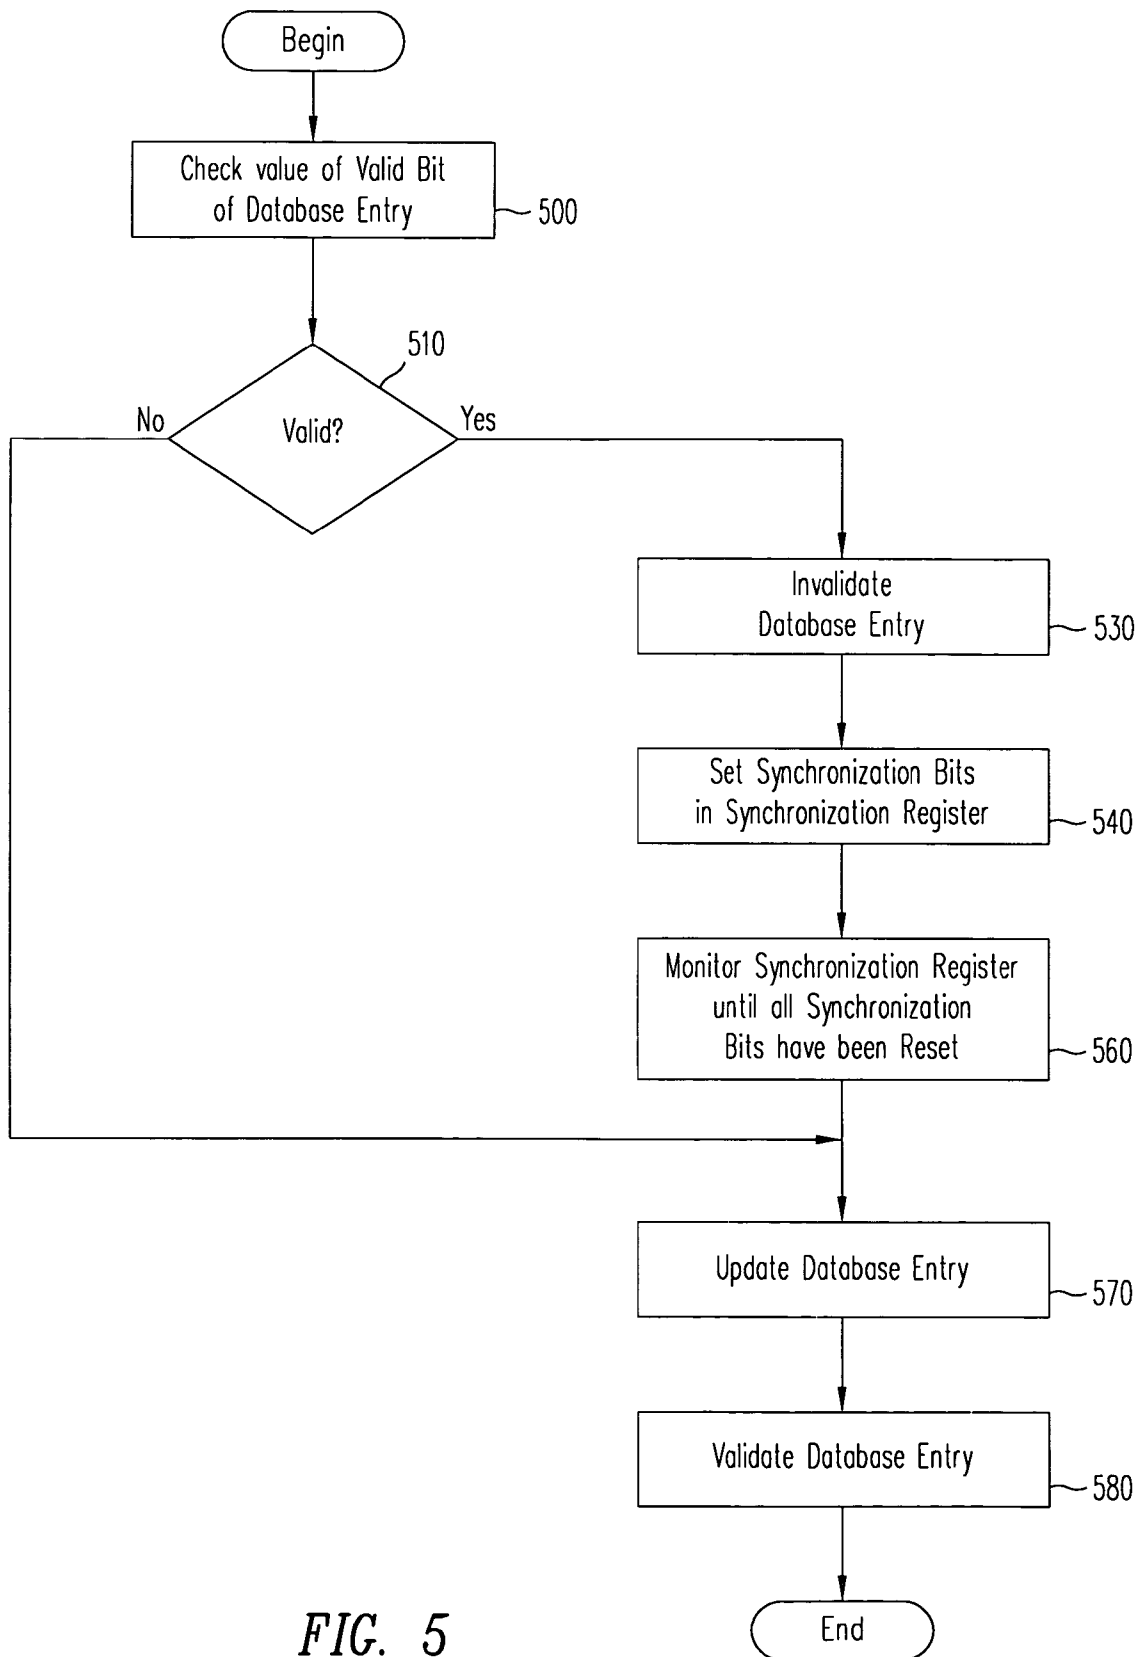 Begin
Check value of Valid Bit
of Database Entry
500
510
No
Valid?
Yes
Invalidate
Database Entry
530
Set Synchronization Bits
in Synchronization Register
540
Monitor Synchronization Register
until all Synchronization
Bits have been Reset
560
Update Database Entry
570
Validate Database Entry
580
End
FIG. 5